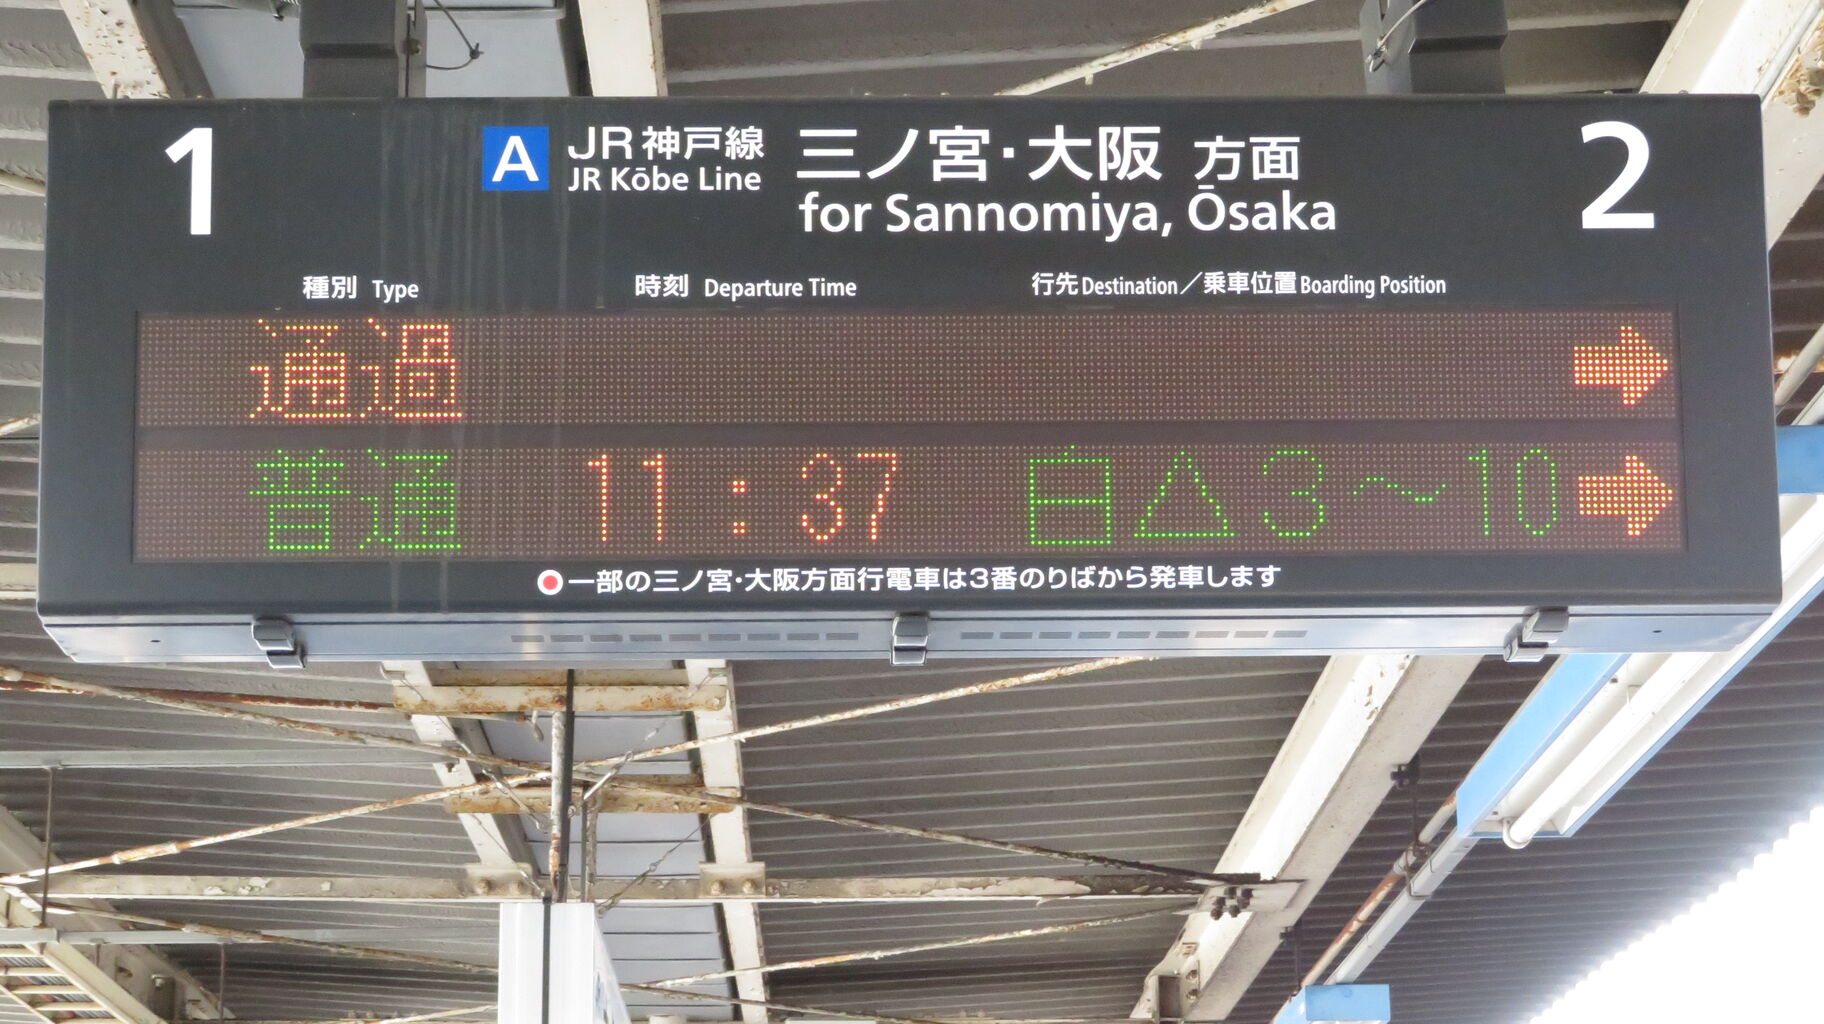 1
A JR神戸線 三ノ宮・大阪 方面
JR Kōbe Line for Sannomiya, Ōsaka
2
種別 Type 時刻 Departure Time 行先 Destination／乗車位置 Boarding Position
通過 →
普通 11:37 白△3〜10 →
一部の三ノ宮・大阪方面行電車は3番のりばから発車します